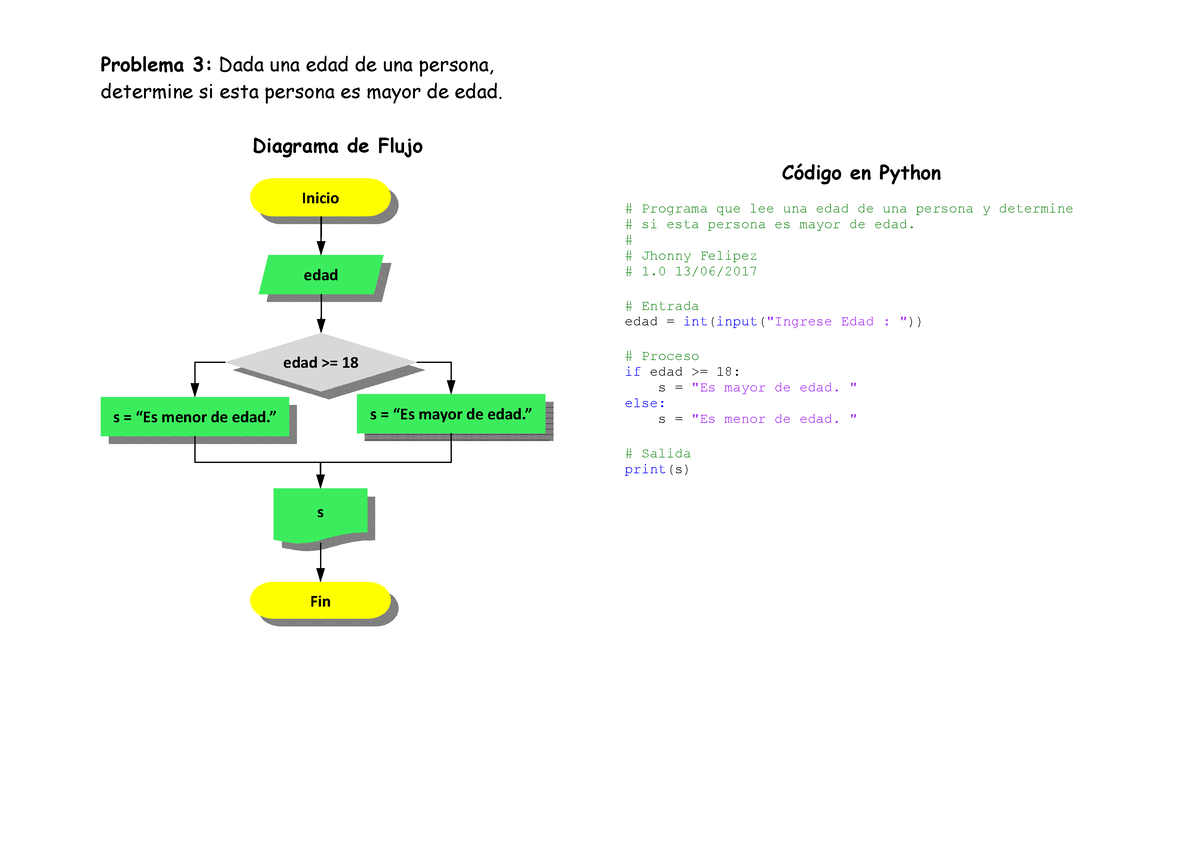 Problema 3: Dada una edad de una persona,
determine si esta persona es mayor de edad.
Diagrama de Flujo
Inicio
edad
edad >= 18
s = “Es menor de edad.”
s = “Es mayor de edad.”
s
Fin
Código en Python
# Programa que lee una edad de una persona y determine
# si esta persona es mayor de edad.
#
# Jhonny Felipez
# 1.0 13/06/2017
# Entrada
edad = int(input("Ingrese Edad : "))
# Proceso
if edad >= 18:
    s = "Es mayor de edad. "
else:
    s = "Es menor de edad. "
# Salida
print(s)